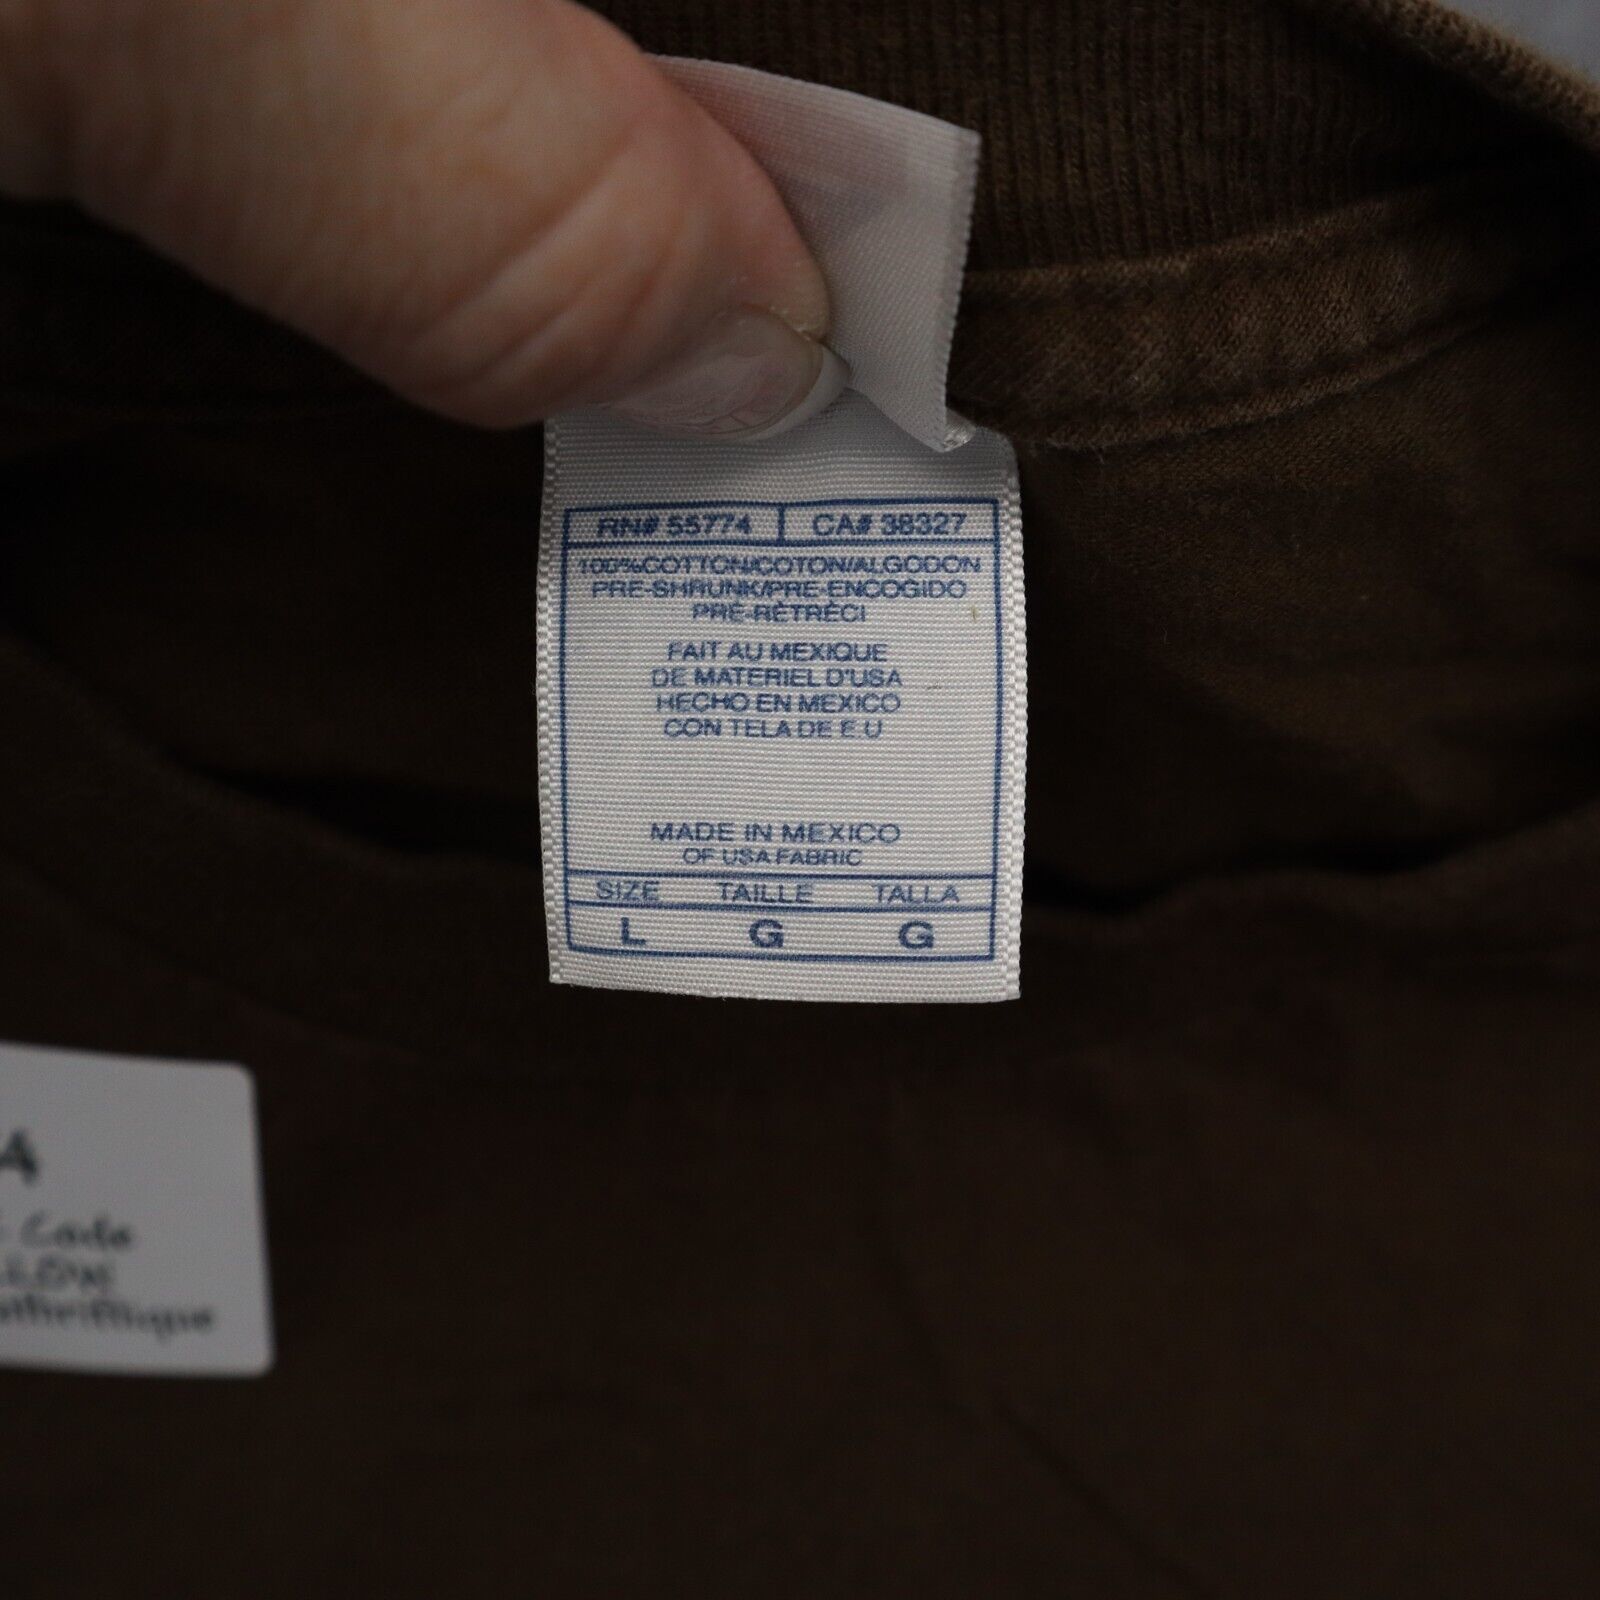 RN# 55774 CA# 38327
100%COTTON/COTON/ALGODON
PRE-SHRUNK/PRE-ENCOGIDO
PRÉ-RÉTRÉCI
FAIT AU MEXIQUE
DE MATERIEL D'USA
HECHO EN MEXICO
CON TELA DE E.U
MADE IN MEXICO
OF USA FABRIC
SIZE TAILLE TALLA
L G G
Code